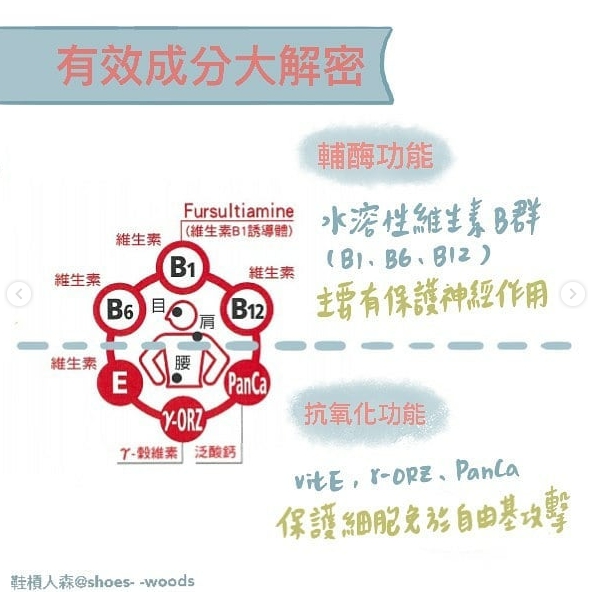 有效成分大解密
輔酶功能
水溶性維生素B群
(B1、B6、B12)
主要有保護神經作用
Fursultiamine
(維生素B1誘導體)
維生素
B1
維生素
B6
維生素
B12
目
肩
腰
維生素
E
PanCa
γ-ORZ
γ-穀維素
泛酸鈣
抗氧化功能
vitE, γ-ORZ、PanCa
保護細胞免於自由基攻擊
鞋槓人森@shoes- -woods